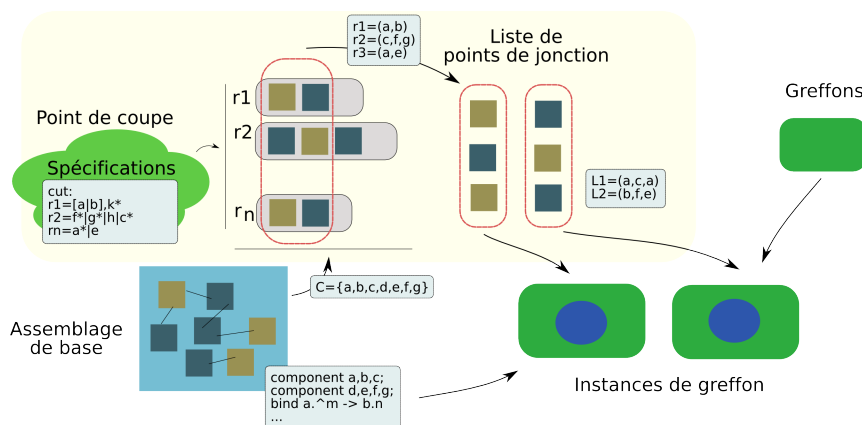 r1=(a,b)
r2=(c,f,g)
r3=(a,e)
Liste de
points de jonction
Greffons
Point de coupe
r1
r2
rn
Spécifications
cut:
r1=[a|b],k*
r2=f*|g*|h|c*
rn=a*|e
L1=(a,c,a)
L2=(b,f,e)
C={a,b,c,d,e,f,g}
Assemblage
de base
component a,b,c;
component d,e,f,g;
bind a.^m -> b.n
...
Instances de greffon